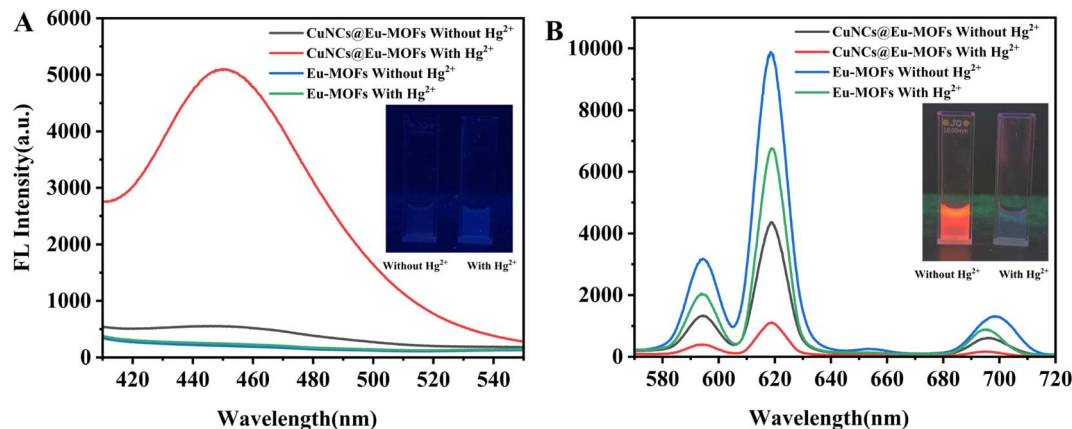 A
6000
5000
4000
3000
2000
1000
0
FL Intensity(a.u.)
CuNCs@Eu-MOFs Without Hg²⁺
CuNCs@Eu-MOFs With Hg²⁺
Eu-MOFs Without Hg²⁺
Eu-MOFs With Hg²⁺
Without Hg²⁺ With Hg²⁺
420 440 460 480 500 520 540
Wavelength(nm)
B
10000
8000
6000
4000
2000
0
CuNCs@Eu-MOFs Without Hg²⁺
CuNCs@Eu-MOFs With Hg²⁺
Eu-MOFs Without Hg²⁺
Eu-MOFs With Hg²⁺
JQ
10.00mm
Without Hg²⁺ With Hg²⁺
580 600 620 640 660 680 700 720
Wavelength(nm)